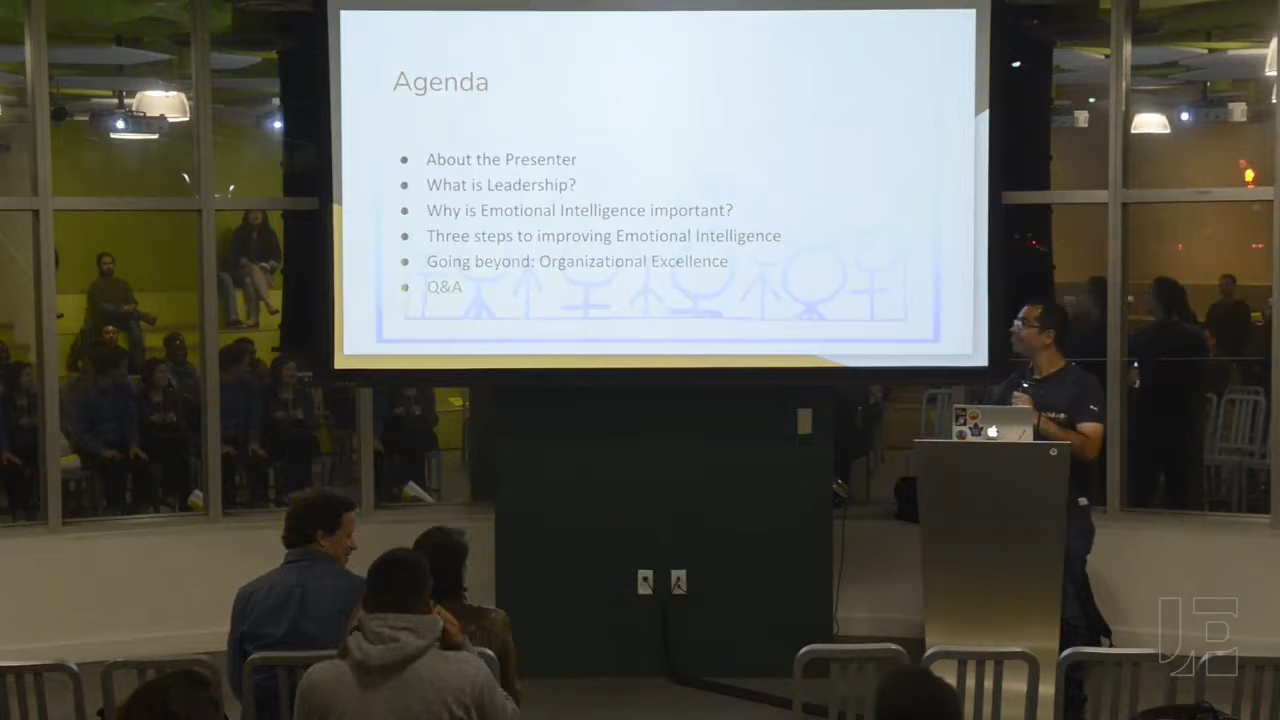 Agenda
About the Presenter
What is Leadership?
Why is Emotional Intelligence important?
Three steps to improving Emotional Intelligence
Going beyond: Organizational Excellence
Q&A